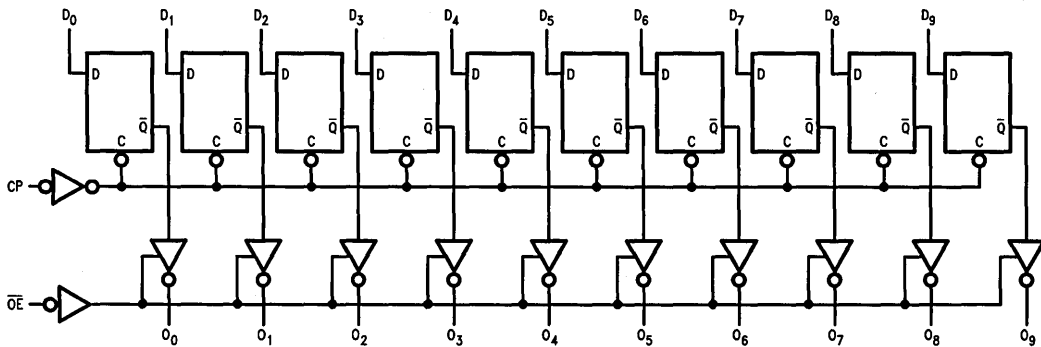 D0 D1 D2 D3 D4 D5 D6 D7 D8 D9
D D D D D D D D D D
Q̅ Q̅ Q̅ Q̅ Q̅ Q̅ Q̅ Q̅ Q̅ Q̅
C C C C C C C C C C
CP
O̅E̅
O0 O1 O2 O3 O4 O5 O6 O7 O8 O9